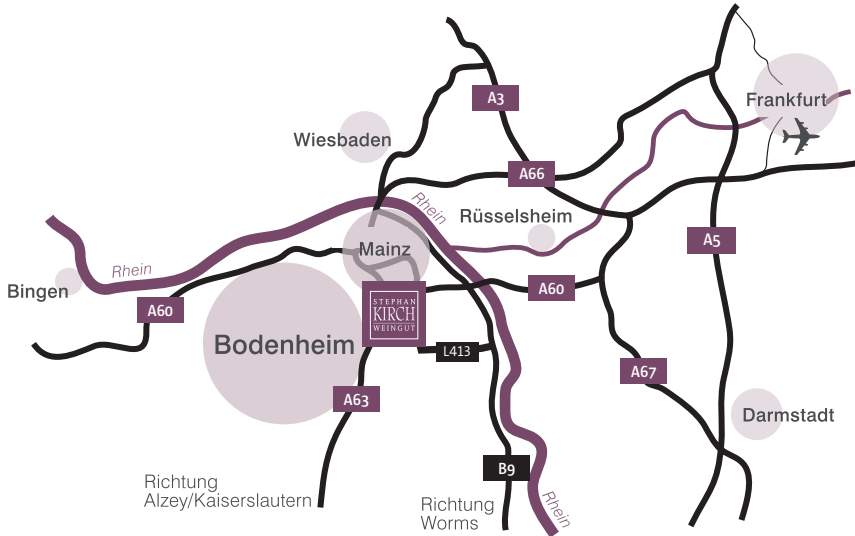 A3
Frankfurt
Wiesbaden
A66
Rhein
Rüsselsheim
A5
Mainz
Rhein
Bingen
A60
A60
STEPHAN
KIRCH
WEINGUT
Bodenheim
L413
A67
A63
Darmstadt
B9
Richtung
Alzey/Kaiserslautern
Richtung
Worms
Rhein